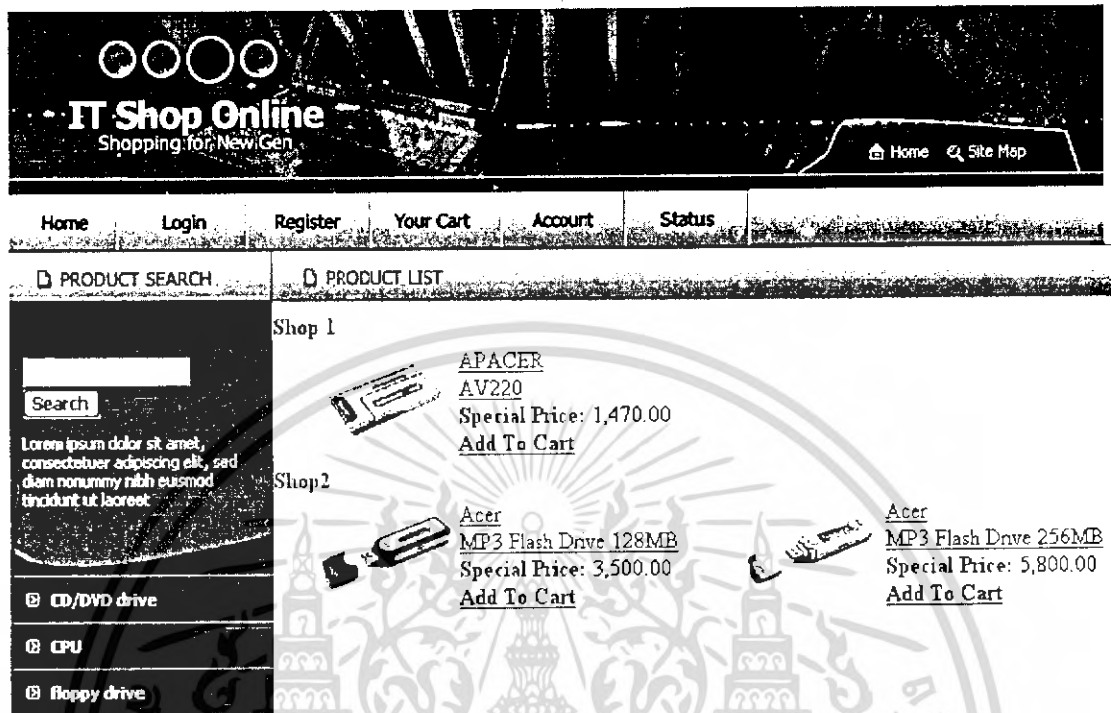 IT Shop Online
Shopping for New Gen
Home Site Map
Home Login Register Your Cart Account Status
PRODUCT SEARCH
PRODUCT LIST
Search
Lorem ipsum dolor sit amet,
consectetuer adipiscing elit, sed
diam nonummy nibh euismod
tincidunt ut laoreet
CD/DVD drive
CPU
floppy drive
Shop 1
APACER
AV220
Special Price: 1,470.00
Add To Cart
Shop2
Acer
MP3 Flash Drive 128MB
Special Price: 3,500.00
Add To Cart
Acer
MP3 Flash Drive 256MB
Special Price: 5,800.00
Add To Cart